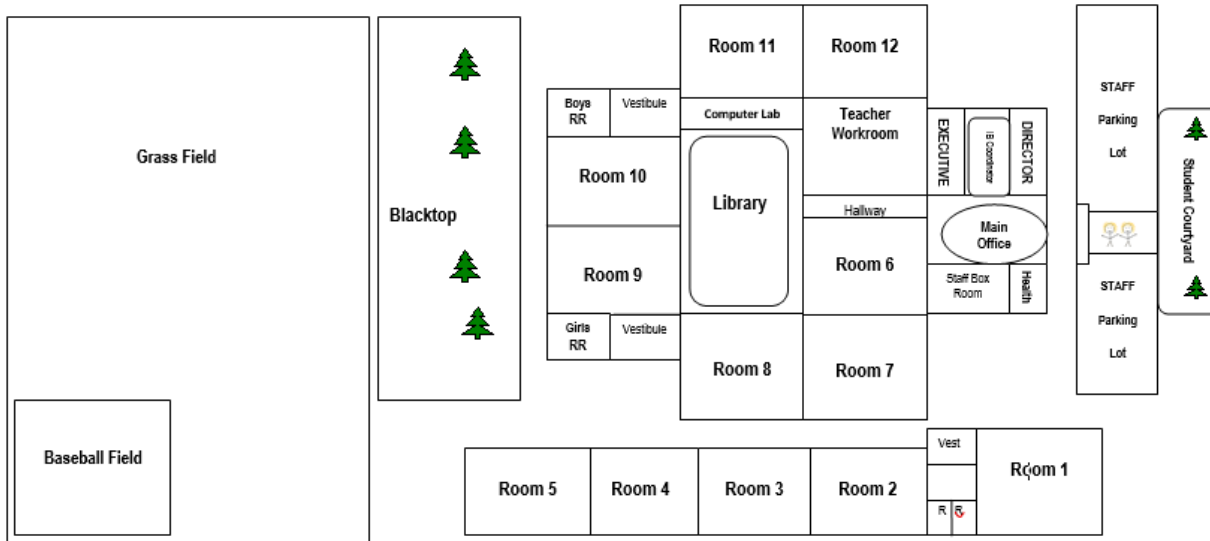 Room 11
Room 12
STAFF
Parking
Lot
Boys
RR
Vestibule
Computer Lab
Teacher
Workroom
EXECUTIVE
IB Coordinator
DIRECTOR
Grass Field
Room 10
Blacktop
Library
Hallway
Main
Office
Student Courtyard
Room 9
Room 6
Staff Box
Room
Health
STAFF
Parking
Lot
Girls
RR
Vestibule
Room 8
Room 7
Baseball Field
Room 5
Room 4
Room 3
Room 2
Vest
R R
Room 1